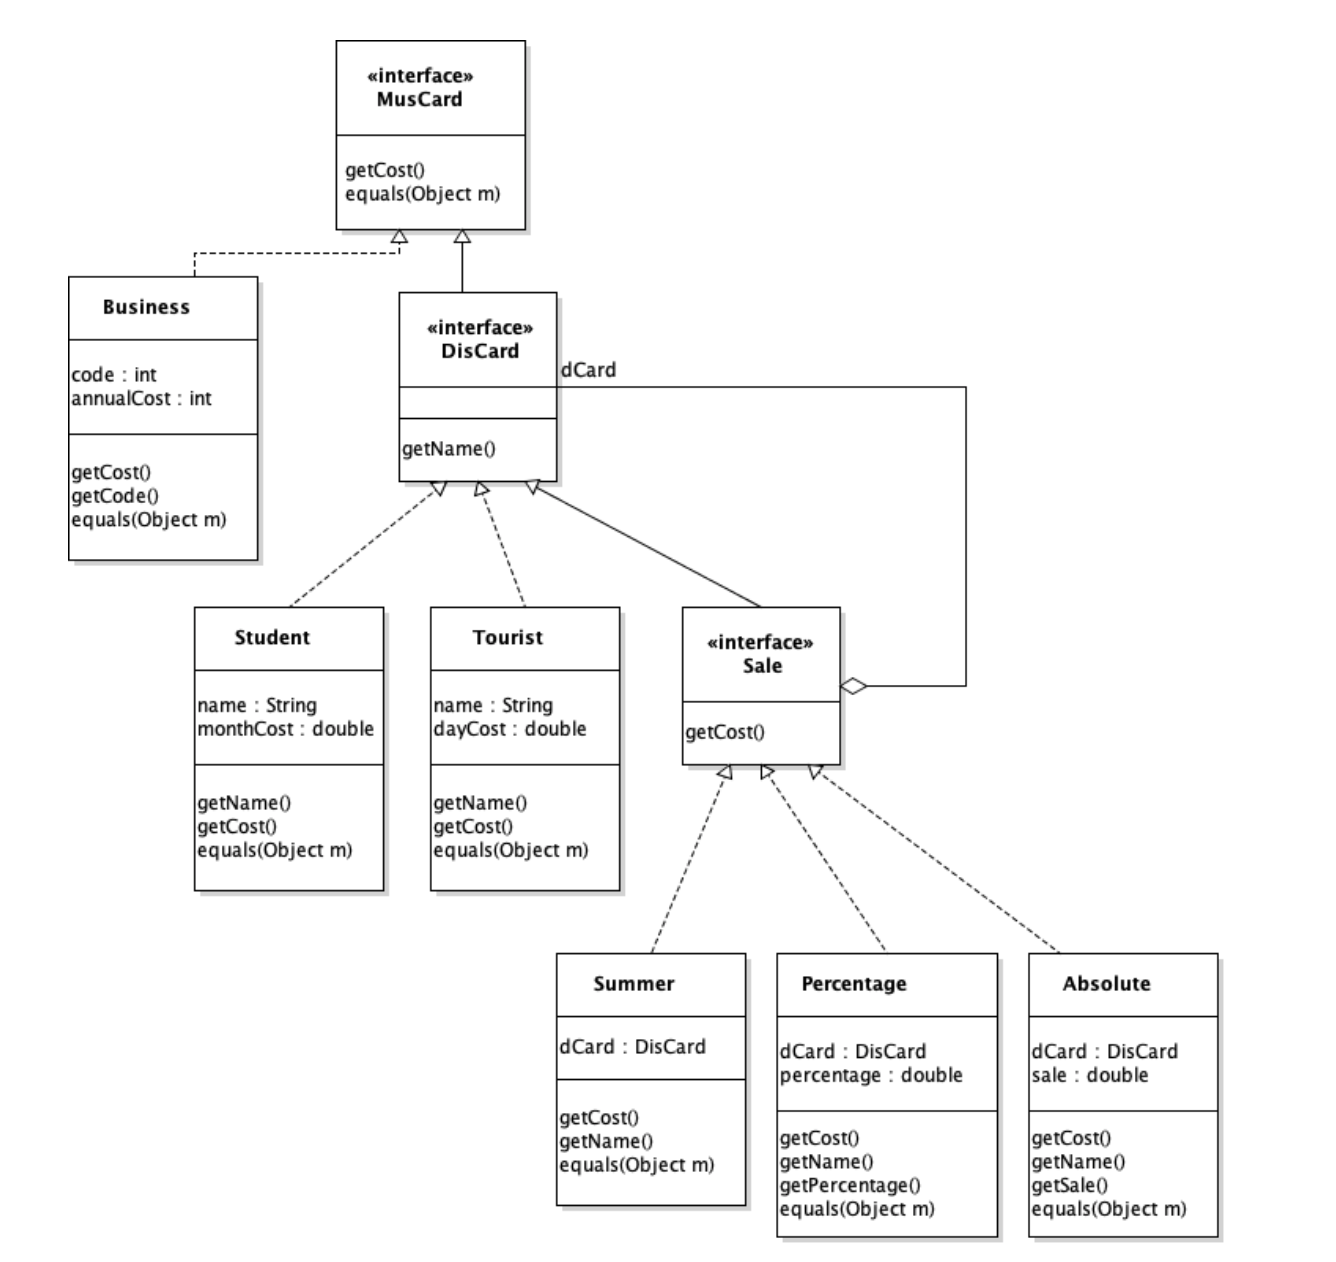 «interface»
MusCard
getCost()
equals(Object m)
Business
code : int
annualCost : int
getCost()
getCode()
equals(Object m)
«interface»
DisCard
dCard
getName()
Student
name : String
monthCost : double
getName()
getCost()
equals(Object m)
Tourist
name : String
dayCost : double
getName()
getCost()
equals(Object m)
«interface»
Sale
getCost()
Summer
dCard : DisCard
getCost()
getName()
equals(Object m)
Percentage
dCard : DisCard
percentage : double
getCost()
getName()
getPercentage()
equals(Object m)
Absolute
dCard : DisCard
sale : double
getCost()
getName()
getSale()
equals(Object m)